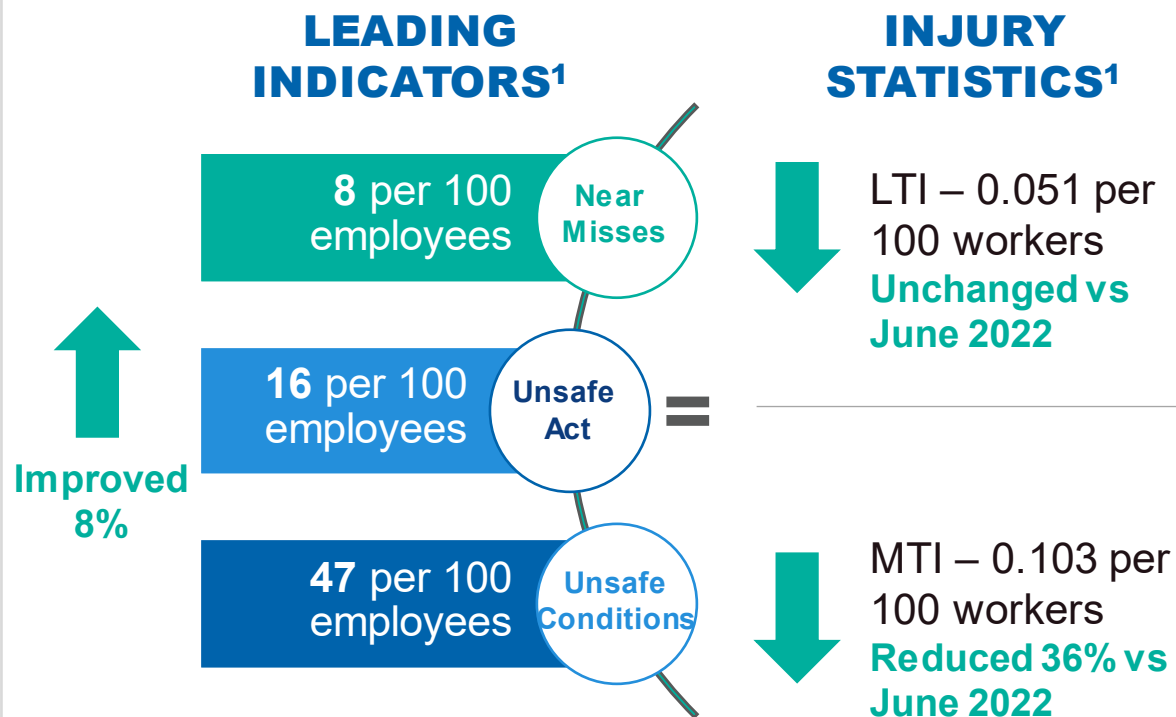 LEADING
INDICATORS¹
INJURY
STATISTICS¹
8 per 100
employees
Near
Misses
16 per 100
employees
Unsafe
Act
47 per 100
employees
Unsafe
Conditions
Improved
8%
=
LTI – 0.051 per
100 workers
Unchanged vs
June 2022
MTI – 0.103 per
100 workers
Reduced 36% vs
June 2022